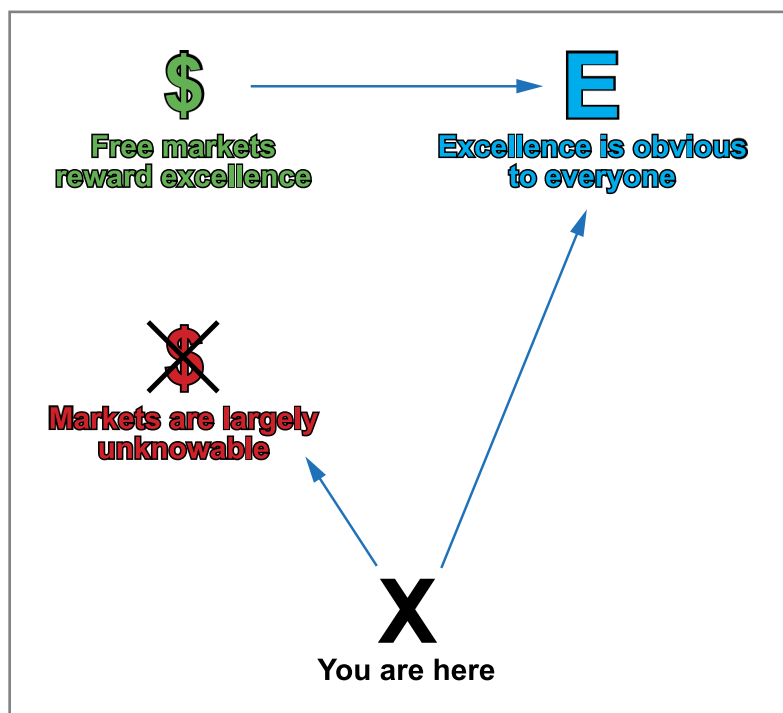 $
E
Free markets
reward excellence
Excellence is obvious
to everyone
$
Markets are largely
unknowable
X
You are here